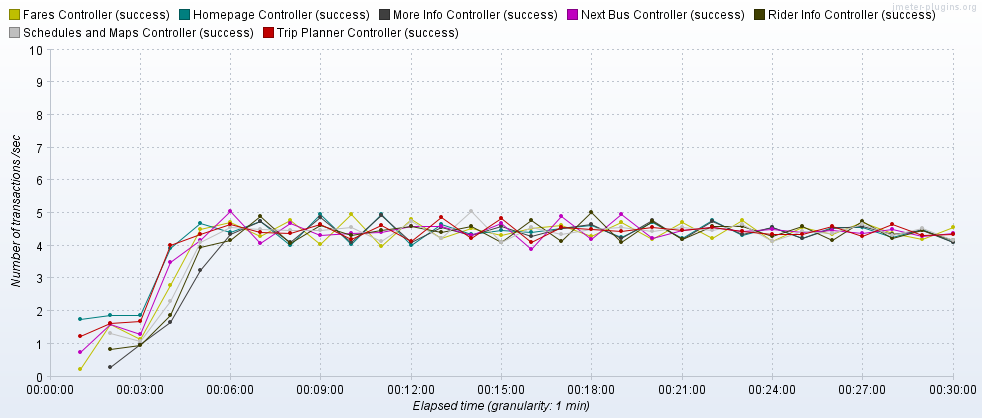 Fares Controller (success) Homepage Controller (success) More Info Controller (success) Next Bus Controller (success) Rider Info Controller (success)
jmeter-plugins.org
Schedules and Maps Controller (success) Trip Planner Controller (success)
10
9
8
7
6
5
4
3
2
1
0
Number of transactions /sec
00:00:00 00:03:00 00:06:00 00:09:00 00:12:00 00:15:00 00:18:00 00:21:00 00:24:00 00:27:00 00:30:00
Elapsed time (granularity: 1 min)